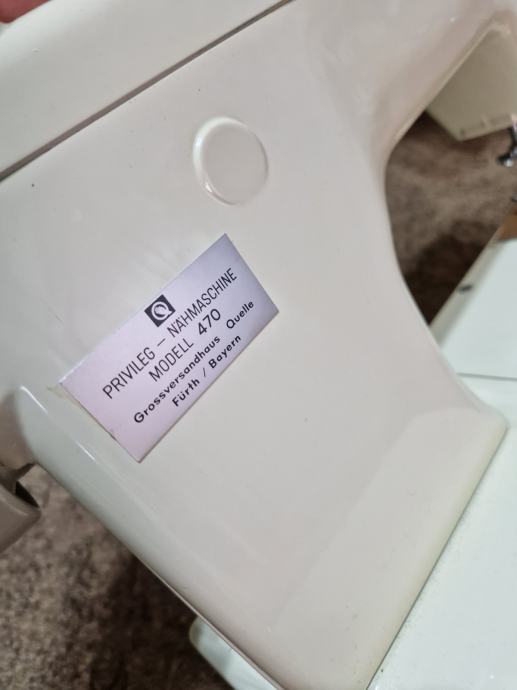 PRIVILEG – NÄHMASCHINE
MODELL 470
Grossversandhaus Quelle
Fürth / Bayern